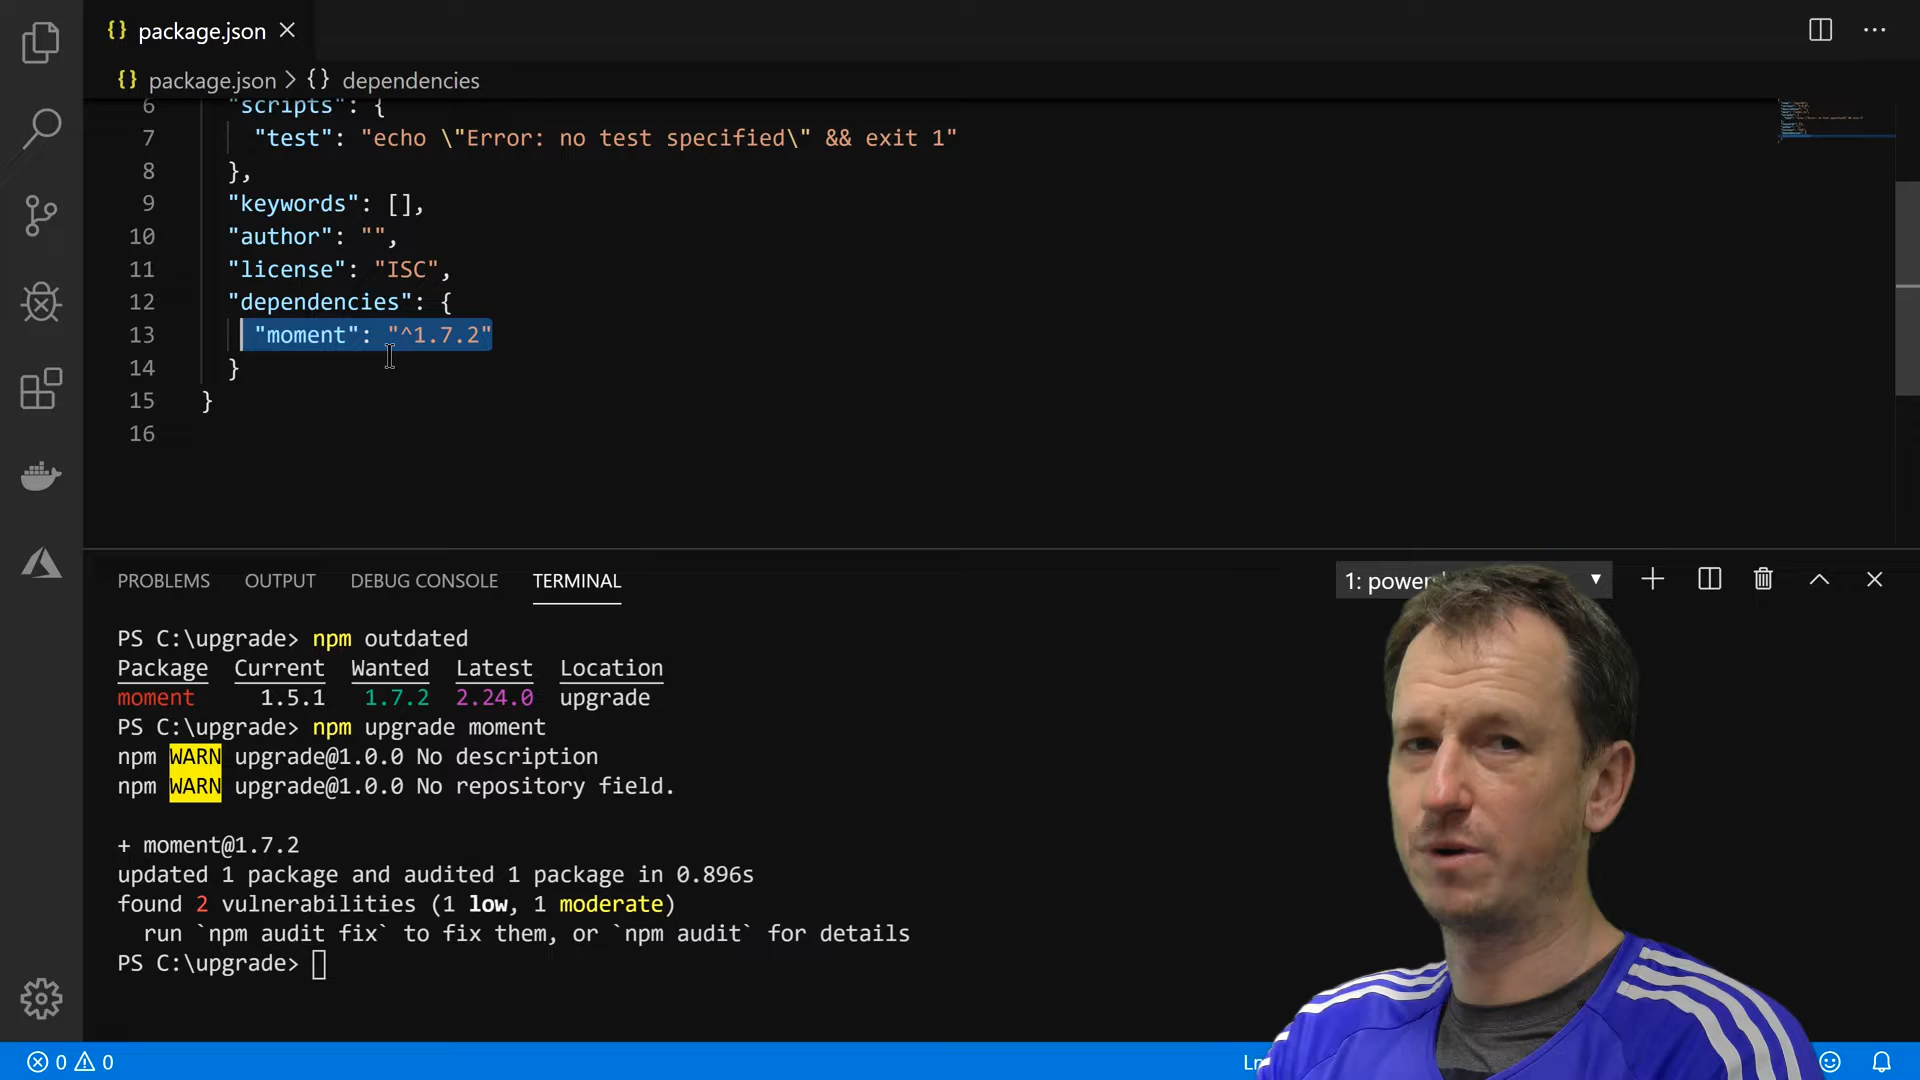 {} package.json ×
{} package.json > {} dependencies
6 "scripts": {
7 "test": "echo \"Error: no test specified\" && exit 1"
8 },
9 "keywords": [],
10 "author": "",
11 "license": "ISC",
12 "dependencies": {
13 "moment": "^1.7.2"
14 }
15 }
16
PROBLEMS OUTPUT DEBUG CONSOLE TERMINAL 1:
PS C:\upgrade> npm outdated
Package Current Wanted Latest Location
moment 1.5.1 1.7.2 2.24.0 upgrade
PS C:\upgrade> npm upgrade moment
npm WARN upgrade@1.0.0 No description
npm WARN upgrade@1.0.0 No repository field.
+ moment@1.7.2
updated 1 package and audited 1 package in 0.896s
found 2 vulnerabilities (1 low, 1 moderate)
run `npm audit fix` to fix them, or `npm audit` for details
PS C:\upgrade>
0 0